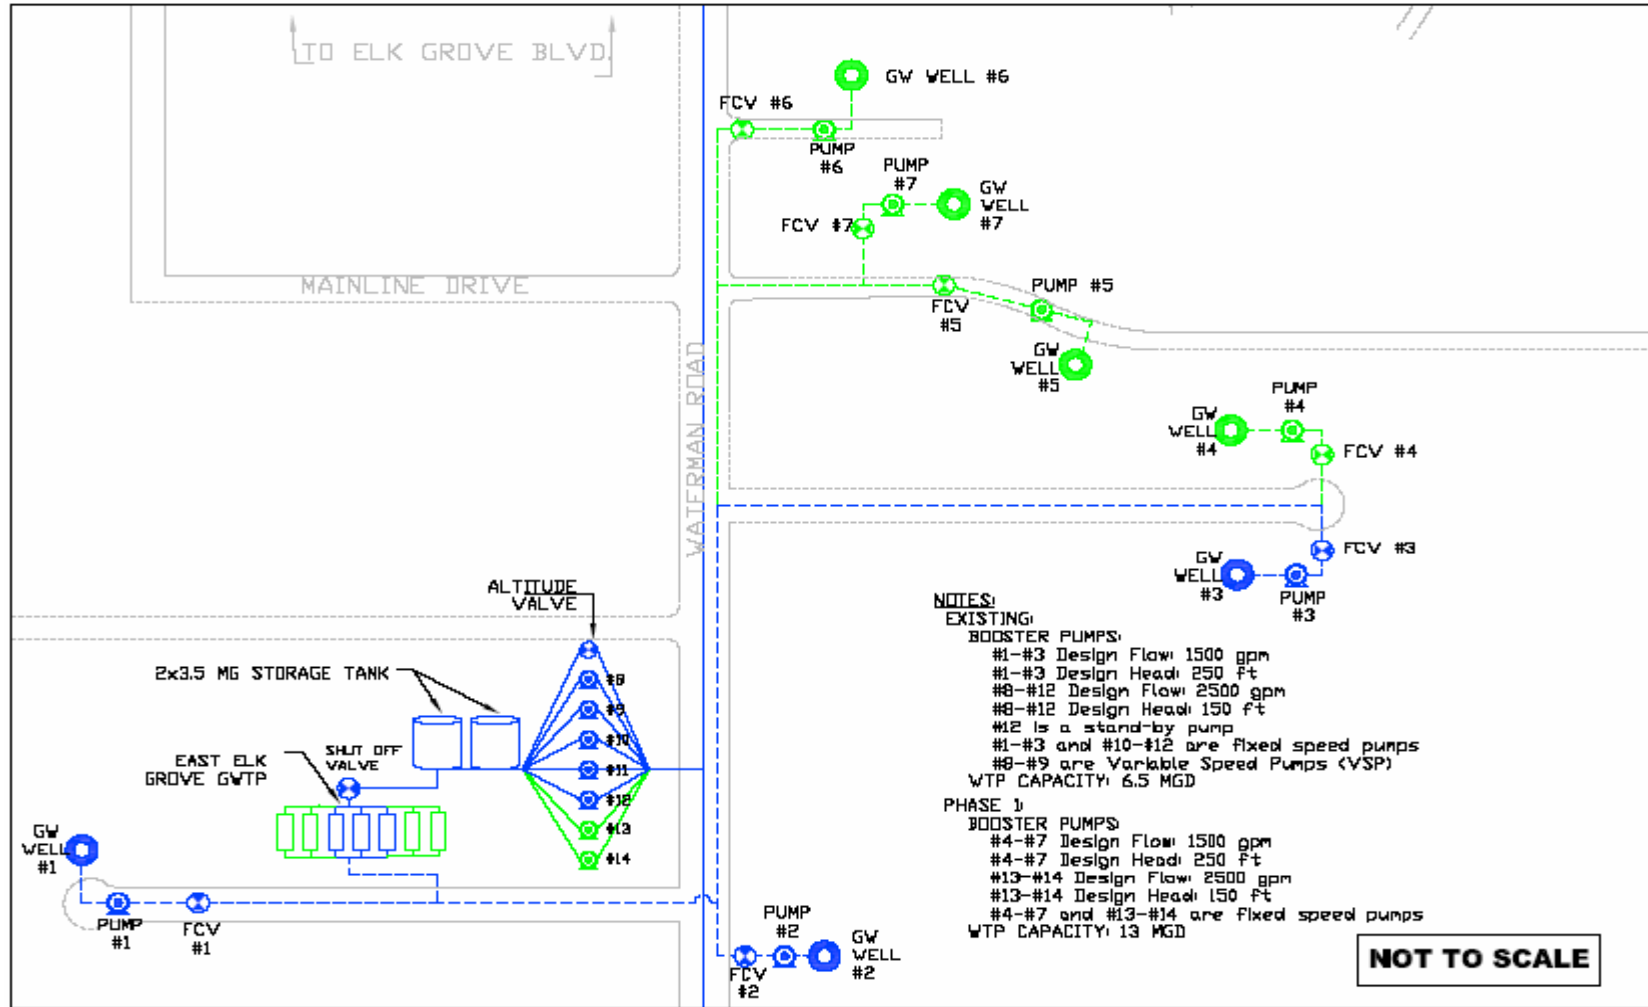 TO ELK GROVE BLVD.
GW WELL #6
FCV #6
PUMP
#6
PUMP
#7
GW
WELL
#7
FCV #7
MAINLINE DRIVE
PUMP #5
FCV
#5
GW
WELL
#5
WATERMAN ROAD
PUMP
#4
GW
WELL
#4
FCV #4
FCV #3
GW
WELL
#3
PUMP
#3
ALTITUDE
VALVE
2x3.5 MG STORAGE TANK
#8
#9
#10
#11
#12
#13
#14
EAST ELK
GROVE GWTP
SHUT OFF
VALVE
GW
WELL
#1
PUMP
#1
FCV
#1
PUMP
#2
GW
WELL
#2
FCV
#2
NOTES:
EXISTING:
BOOSTER PUMPS:
#1-#3 Design Flow: 1500 gpm
#1-#3 Design Head: 250 ft
#8-#12 Design Flow: 2500 gpm
#8-#12 Design Head: 150 ft
#12 is a stand-by pump
#1-#3 and #10-#12 are fixed speed pumps
#8-#9 are Variable Speed Pumps (VSP)
WTP CAPACITY: 6.5 MGD
PHASE 1:
BOOSTER PUMPS:
#4-#7 Design Flow: 1500 gpm
#4-#7 Design Head: 250 ft
#13-#14 Design Flow: 2500 gpm
#13-#14 Design Head: 150 ft
#4-#7 and #13-#14 are fixed speed pumps
WTP CAPACITY: 13 MGD
NOT TO SCALE